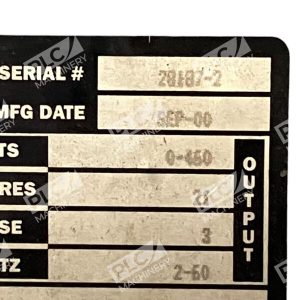 SERIAL # 28187-2
MFG DATE SEP-00
TS 0-460
RES 21
SE 3
TZ 2-60
OUTPUT
PLC MACHINERY